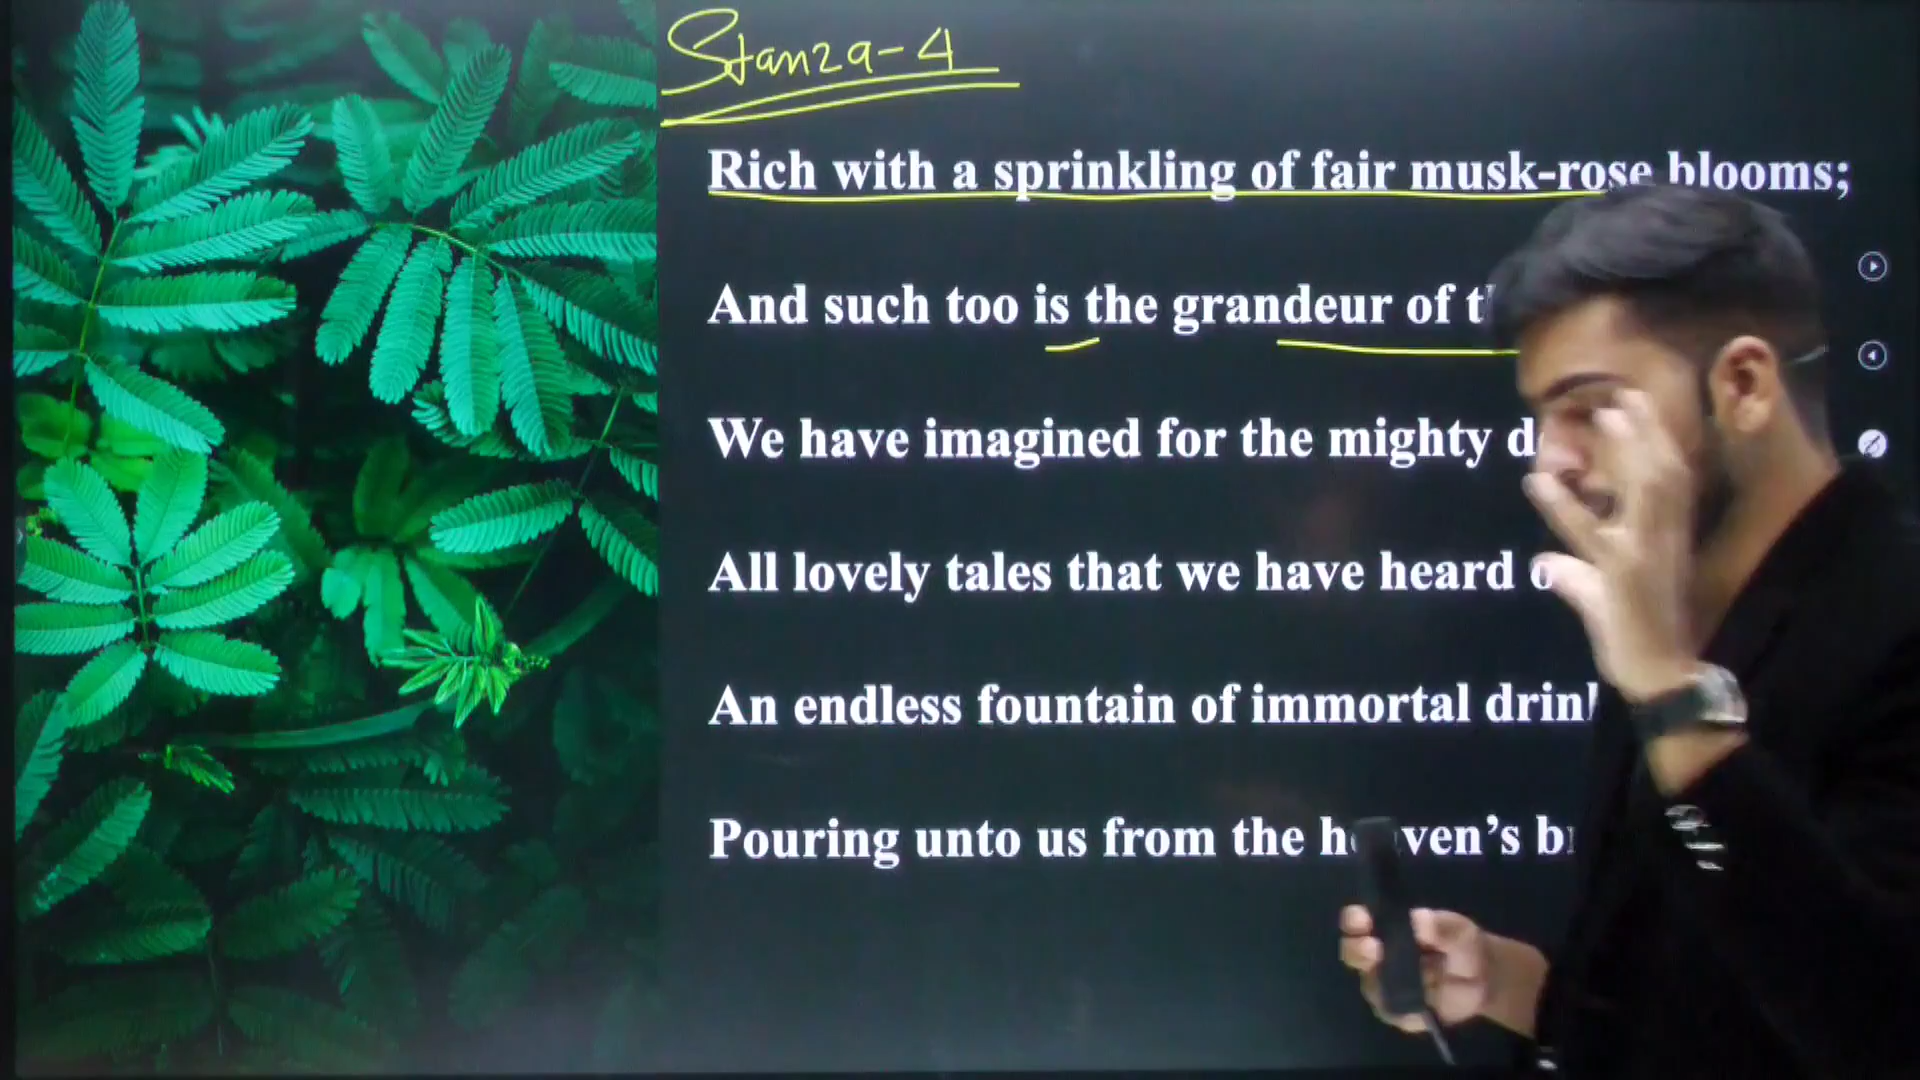 Stanza-4
Rich with a sprinkling of fair musk-rose blooms;
And such too is the grandeur of
We have imagined for the mighty
All lovely tales that we have heard
An endless fountain of immortal
Pouring unto us from the